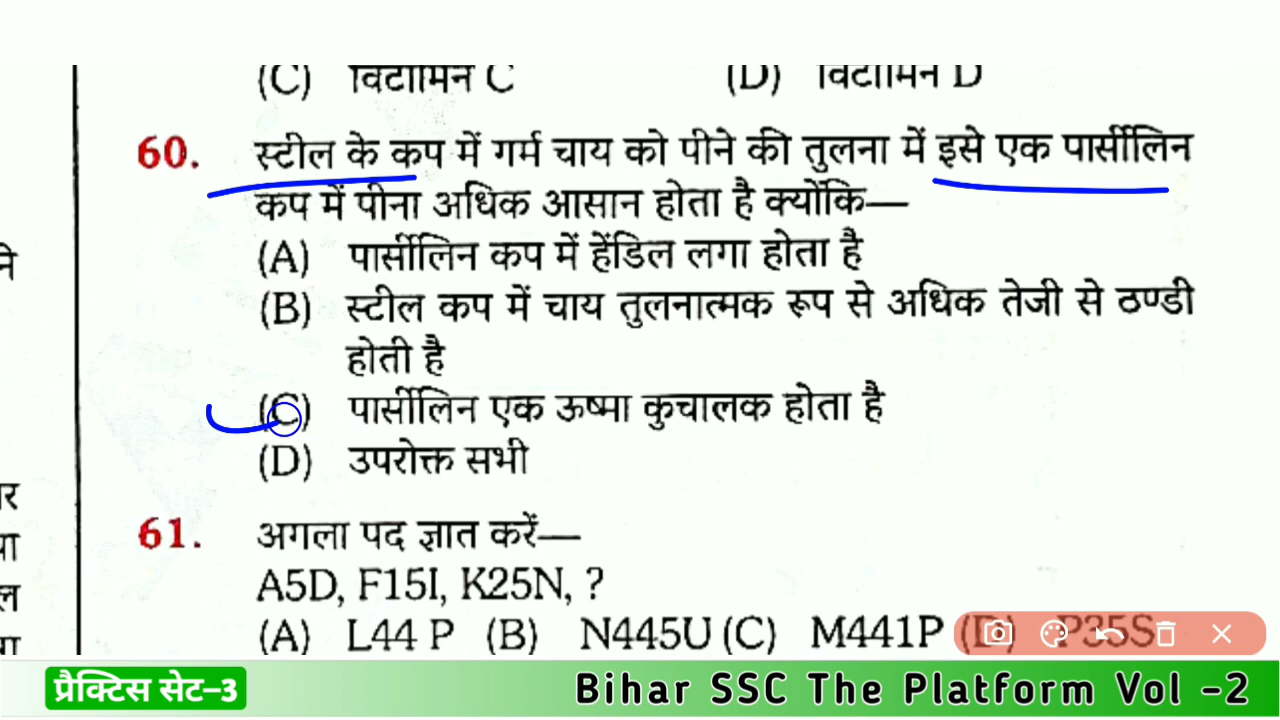 (C) विटामिन C (D) विटामिन D
60. स्टील के कप में गर्म चाय को पीने की तुलना में इसे एक पार्सीलिन
कप में पीना अधिक आसान होता है क्योंकि—
(A) पार्सीलिन कप में हेंडिल लगा होता है
(B) स्टील कप में चाय तुलनात्मक रूप से अधिक तेजी से ठण्डी
होती है
(C) पार्सीलिन एक ऊष्मा कुचालक होता है
(D) उपरोक्त सभी
61. अगला पद ज्ञात करें—
A5D, F15I, K25N, ?
(A) L44 P (B) N445U (C) M441P (D) P35S
प्रैक्टिस सेट–3 Bihar SSC The Platform Vol -2